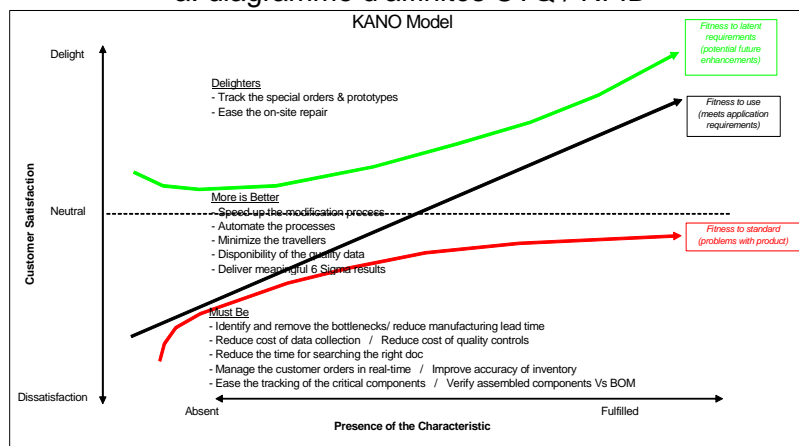 KANO Model
Delight
Fitness to latent
requirements
(potential future
enhancements)
Delighters
- Track the special orders & prototypes
- Ease the on-site repair
Fitness to use
(meets application
requirements)
More is Better
- Speed up the modification process
- Automate the processes
- Minimize the travellers
- Disponibility of the quality data
- Deliver meaningful 6 Sigma results
Neutral
Customer Satisfaction
Fitness to standard
(problems with product)
Must Be
- Identify and remove the bottlenecks/ reduce manufacturing lead time
- Reduce cost of data collection / Reduce cost of quality controls
- Reduce the time for searching the right doc
- Manage the customer orders in real-time / Improve accuracy of inventory
- Ease the tracking of the critical components / Verify assembled components Vs BOM
Dissatisfaction
Absent
Fulfilled
Presence of the Characteristic